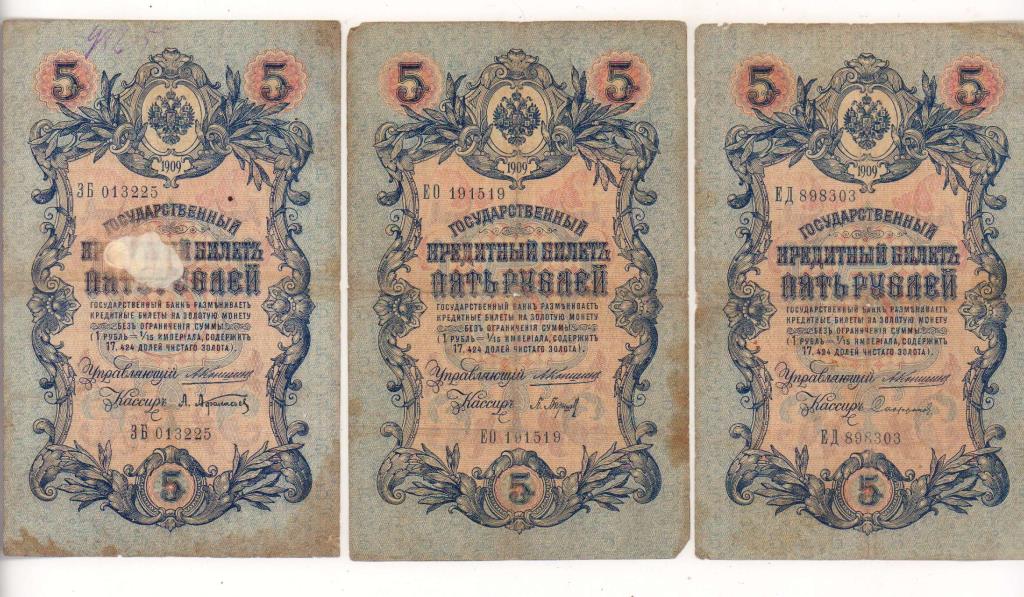 5 5
1909
ЗБ 013225
ГОСУДАРСТВЕННЫЙ
БИЛЕТЪ
ПЯТЬ РУБЛЕЙ
ГОСУДАРСТВЕННЫЙ БАНКЪ РАЗМѢНИВАЕТЪ
КРЕДИТНЫЕ БИЛЕТЫ НА ЗОЛОТУЮ МОНЕТУ
БЕЗЪ ОГРАНИЧЕНІЯ СУММЫ
(1 РУБЛЬ = 1/15 ИМПЕРІАЛА, СОДЕРЖИТЪ
17,424 ДОЛЕЙ ЧИСТАГО ЗОЛОТА).
Управляющій
Кассиръ
ЗБ 013225
5
5 5
1909
ЕО 191519
ГОСУДАРСТВЕННЫЙ
КРЕДИТНЫЙ БИЛЕТЪ
ПЯТЬ РУБЛЕЙ
ГОСУДАРСТВЕННЫЙ БАНКЪ РАЗМѢНИВАЕТЪ
КРЕДИТНЫЕ БИЛЕТЫ НА ЗОЛОТУЮ МОНЕТУ
БЕЗЪ ОГРАНИЧЕНІЯ СУММЫ
(1 РУБЛЬ = 1/15 ИМПЕРІАЛА, СОДЕРЖИТЪ
17,424 ДОЛЕЙ ЧИСТАГО ЗОЛОТА).
Управляющій
Кассиръ
ЕО 191519
5
5 5
1909
ЕД 898303
ГОСУДАРСТВЕННЫЙ
КРЕДИТНЫЙ БИЛЕТЪ
ПЯТЬ РУБЛЕЙ
ГОСУДАРСТВЕННЫЙ БАНКЪ РАЗМѢНИВАЕТЪ
КРЕДИТНЫЕ БИЛЕТЫ НА ЗОЛОТУЮ МОНЕТУ
БЕЗЪ ОГРАНИЧЕНІЯ СУММЫ
(1 РУБЛЬ = 1/15 ИМПЕРІАЛА, СОДЕРЖИТЪ
17,424 ДОЛЕЙ ЧИСТАГО ЗОЛОТА).
Управляющій
Кассиръ
ЕД 898303
5